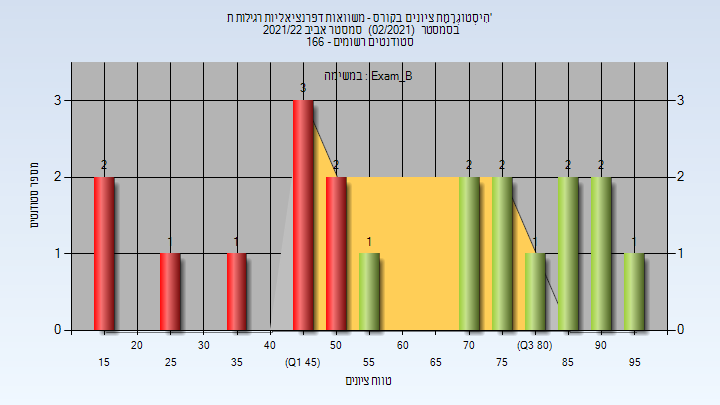 היסטוגרמת ציונים בקורס - משוואות דפרנציאליות רגילות ת'
בסמסטר (02/2021) סמסטר אביב 2021/22
סטודנטים רשומים - 166
במשימה : Exam_B
מספר סטודנטים
3 3
2 2
1 1
0 0
2 1 1 3 2 1 2 2 1 2 2 1
20 30 40 50 60 70 (Q3 80) 90
15 25 35 (Q1 45) 55 65 75 85 95
טווח ציונים